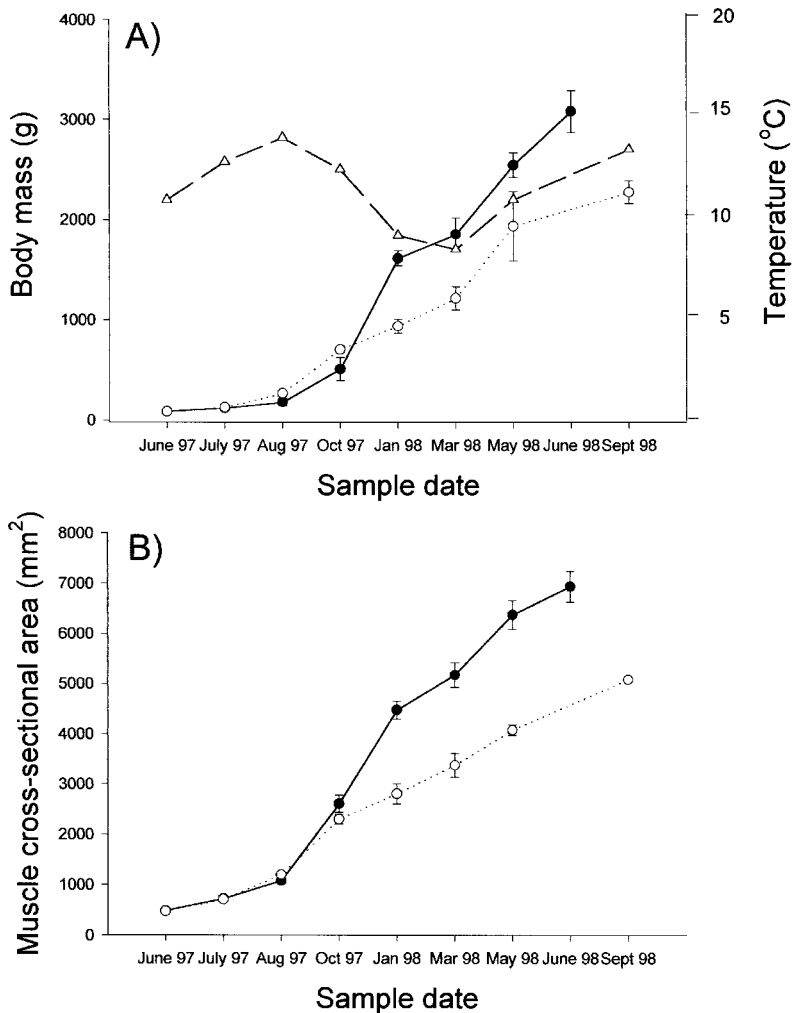 A)
Body mass (g)
4000
3000
2000
1000
0
20
15
10
5
Temperature (°C)
June 97 July 97 Aug 97 Oct 97 Jan 98 Mar 98 May 98 June 98 Sept 98
Sample date
B)
Muscle cross-sectional area (mm²)
8000
7000
6000
5000
4000
3000
2000
1000
0
June 97 July 97 Aug 97 Oct 97 Jan 98 Mar 98 May 98 June 98 Sept 98
Sample date